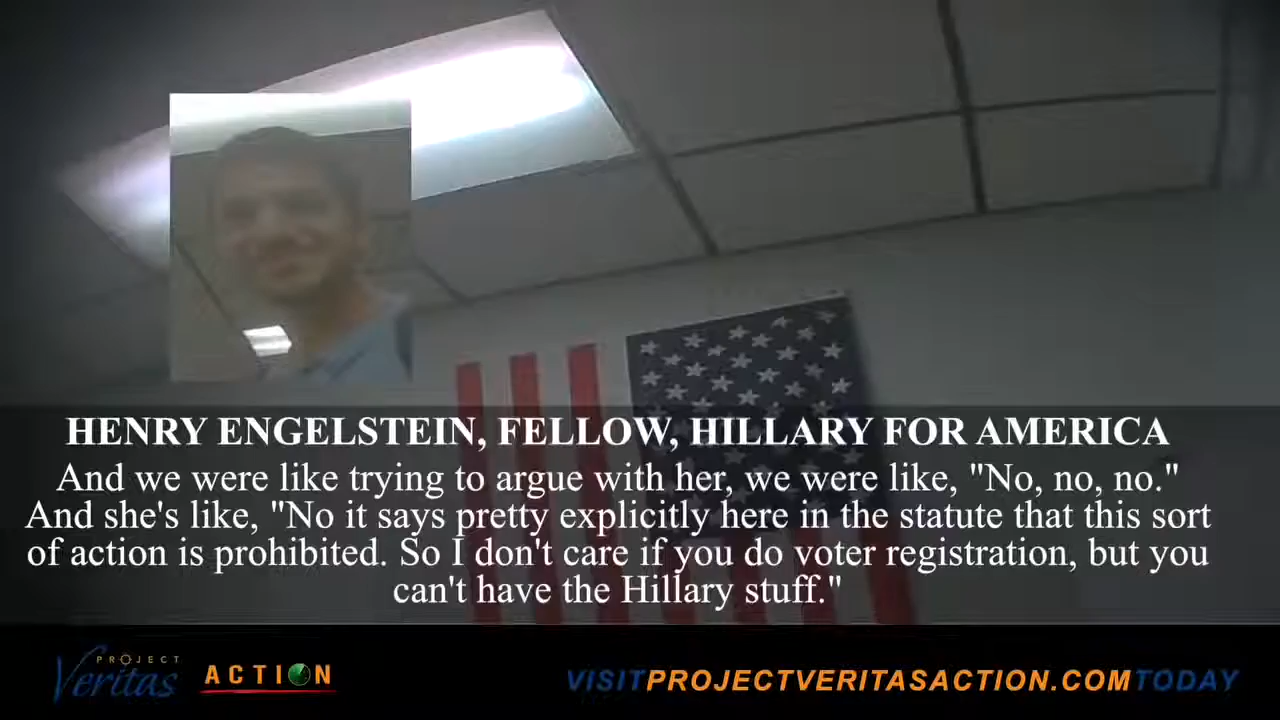 HENRY ENGELSTEIN, FELLOW, HILLARY FOR AMERICA
And we were like trying to argue with her, we were like, "No, no, no."
And she's like, "No it says pretty explicitly here in the statute that this sort
of action is prohibited. So I don't care if you do voter registration, but you
can't have the Hillary stuff."
PROJECT
Veritas ACTION
VISITPROJECTVERITASACTION.COMTODAY